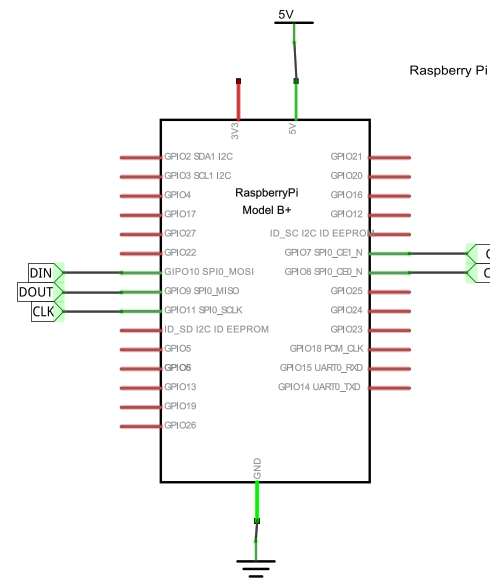 5V
Raspberry Pi
3V3
5V
GPIO2 SDA1 I2C
GPIO3 SCL1 I2C
GPIO4
GPIO17
GPIO27
GPIO22
GIPO10 SPI0_MOSI
GPIO9 SPI0_MISO
GPIO11 SPI0_SCLK
ID_SD I2C ID EEPROM
GPIO5
GPIO6
GPIO13
GPIO19
GPIO26
RaspberryPi
Model B+
GPIO21
GPIO20
GPIO16
GPIO12
ID_SC I2C ID EEPROM
GPIO7 SPI0_CE1_N
GPIO8 SPI0_CE0_N
GPIO25
GPIO24
GPIO23
GPIO18 PCM_CLK
GPIO15 UART0_RXD
GPIO14 UART0_TXD
DIN
DOUT
CLK
GND